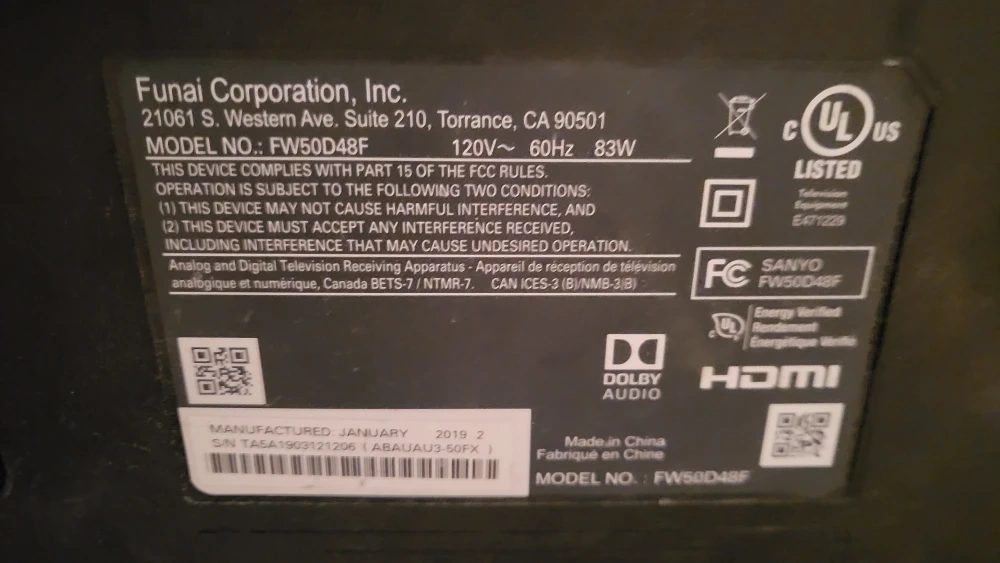 Funai Corporation, Inc.
21061 S. Western Ave. Suite 210, Torrance, CA 90501
MODEL NO.: FW50D48F 120V~ 60Hz 83W
THIS DEVICE COMPLIES WITH PART 15 OF THE FCC RULES.
OPERATION IS SUBJECT TO THE FOLLOWING TWO CONDITIONS:
(1) THIS DEVICE MAY NOT CAUSE HARMFUL INTERFERENCE, AND
(2) THIS DEVICE MUST ACCEPT ANY INTERFERENCE RECEIVED,
INCLUDING INTERFERENCE THAT MAY CAUSE UNDESIRED OPERATION.
Analog and Digital Television Receiving Apparatus - Appareil de réception de télévision
analogique et numérique, Canada BETS-7 / NTMR-7. CAN ICES-3 (B)/NMB-3(B)
C UL US
LISTED
Television
Equipment
E471229
FC SANYO
FW50D48F
UL Energy Verified
Rendement
Énergétique Vérifié
DOLBY
AUDIO
HDMI
MANUFACTURED: JANUARY 2019 2
S/N TA5A1903121206 ( ABAUAU3-50FX )
Made in China
Fabriqué en Chine
MODEL NO. : FW50D48F